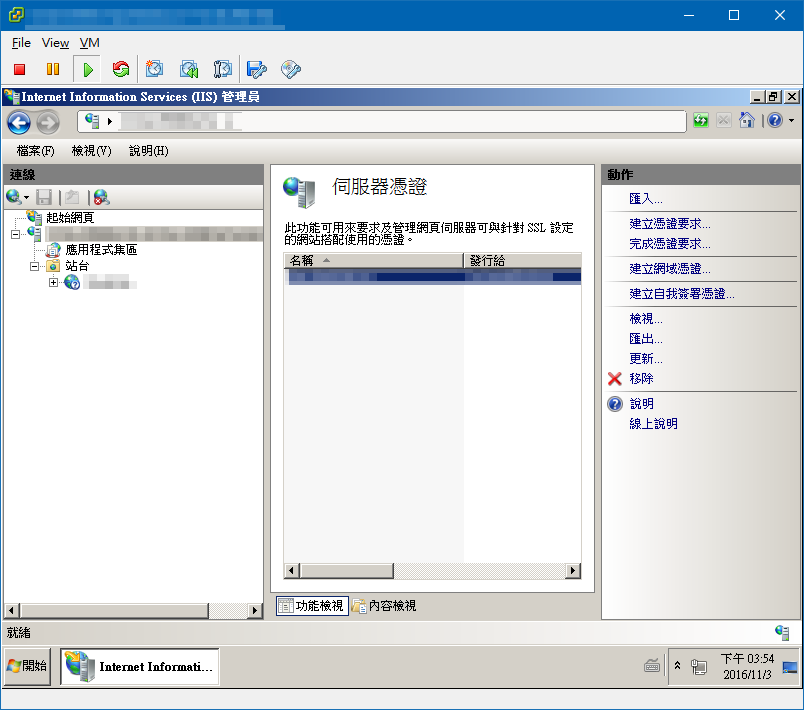 File View VM
Internet Information Services (IIS) 管理員
檔案(F) 檢視(V) 說明(H)
連線
起始網頁
應用程式集區
站台
伺服器憑證
此功能可用來要求及管理網頁伺服器可與針對 SSL 設定
的網站搭配使用的憑證。
名稱 發行給
功能檢視 內容檢視
動作
匯入...
建立憑證要求...
完成憑證要求...
建立網域憑證...
建立自我簽署憑證...
檢視...
匯出...
更新...
移除
說明
線上說明
就緒
開始 Internet Informati...
下午 03:54
2016/11/3